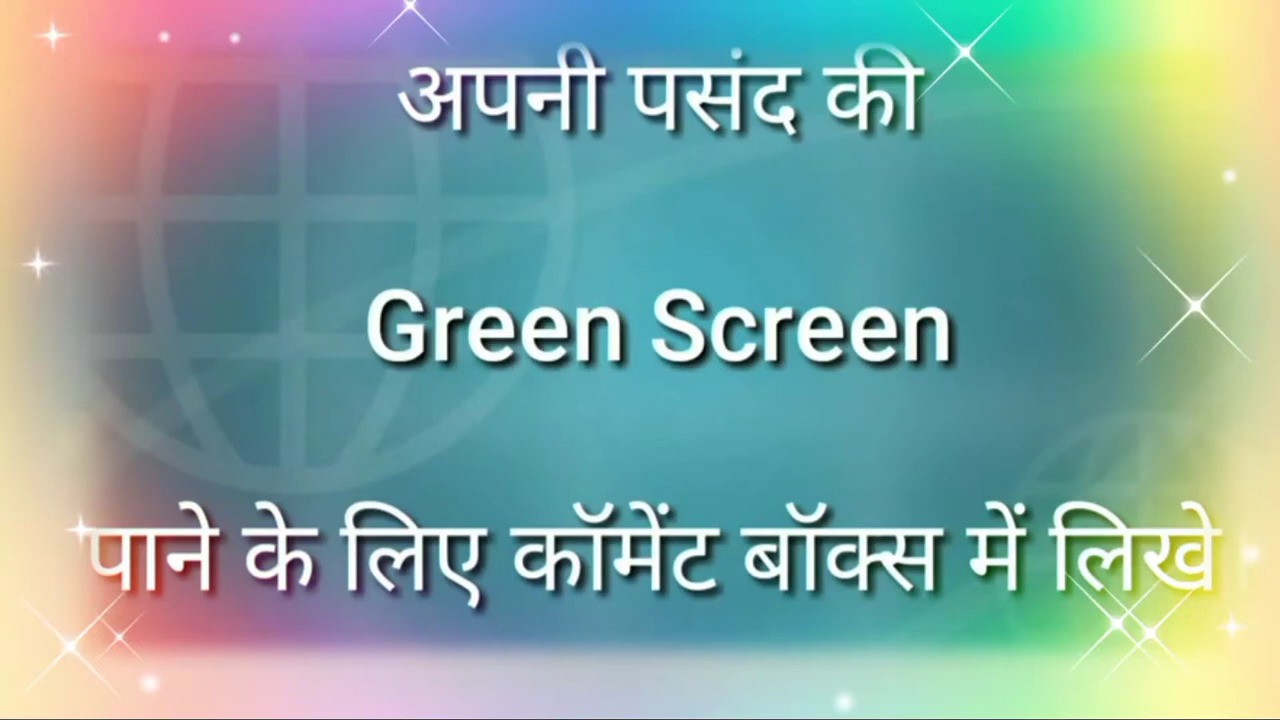 अपनी पसंद की
Green Screen
पाने के लिए कॉमेंट बॉक्स में लिखे